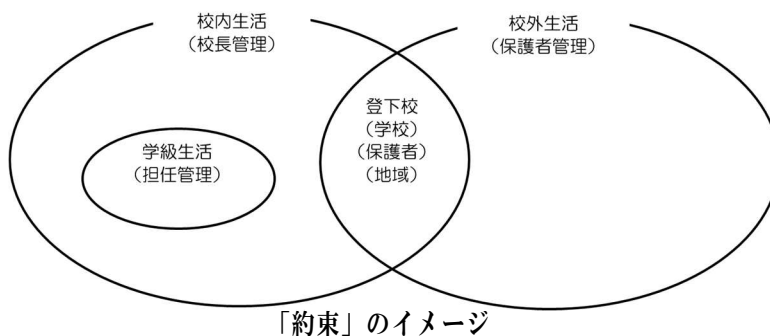 校内生活
（校長管理）
校外生活
（保護者管理）
登下校
（学校）
（保護者）
（地域）
学級生活
（担任管理）
「約束」のイメージ